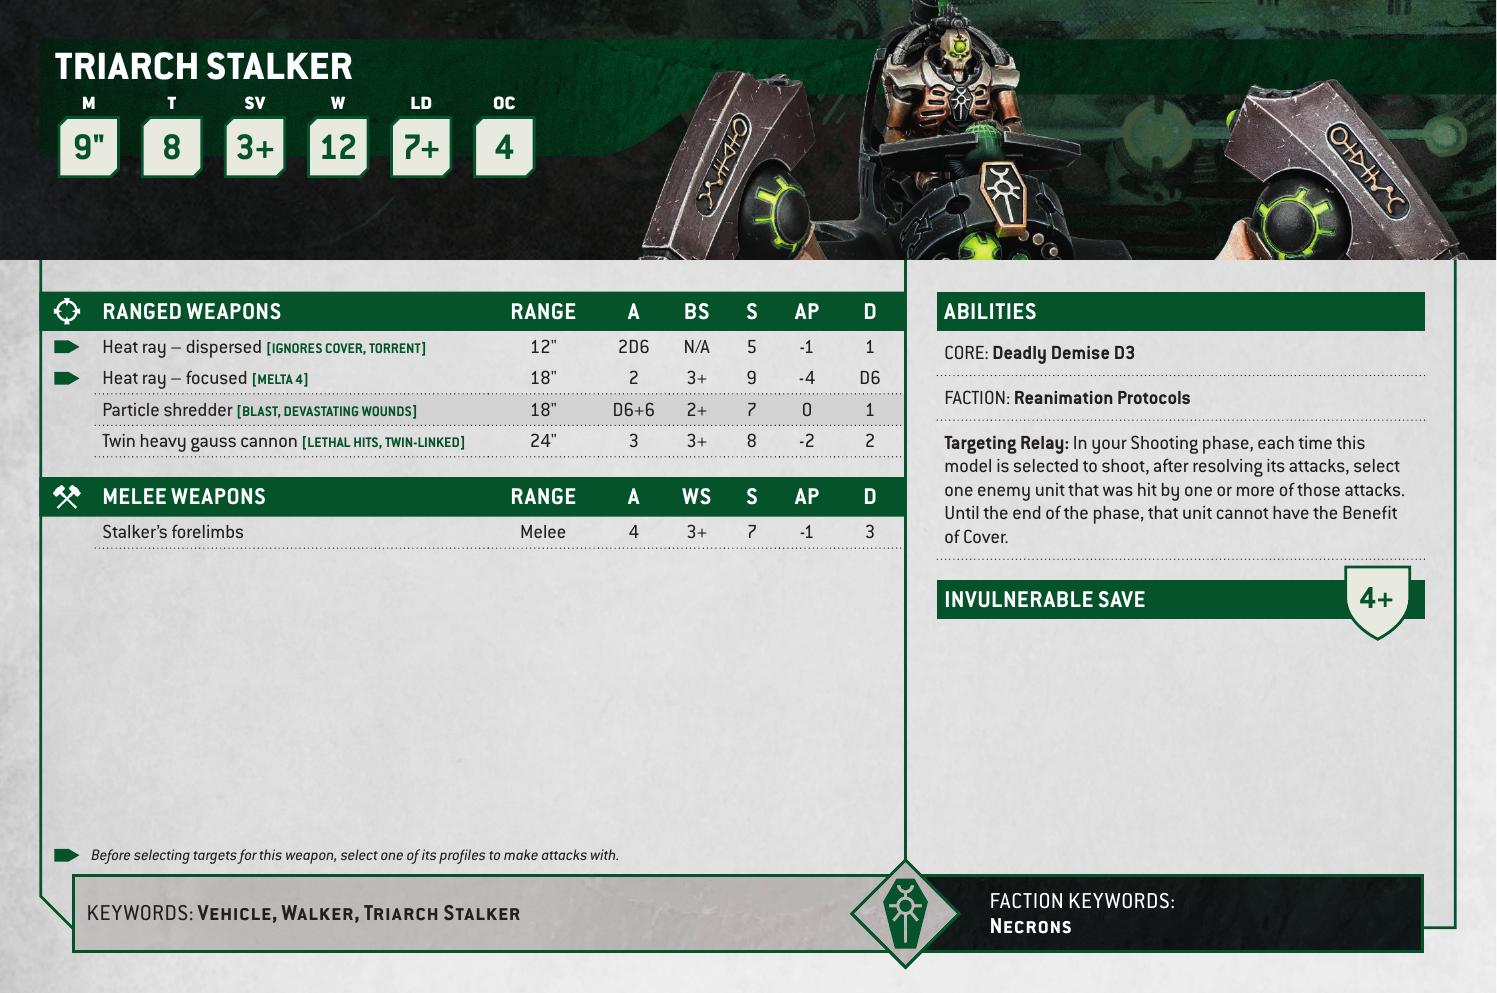 TRIARCH STALKER
M T SV W LD OC
9" 8 3+ 12 7+ 4
RANGED WEAPONS RANGE A BS S AP D
Heat ray – dispersed [IGNORES COVER, TORRENT] 12" 2D6 N/A 5 -1 1
Heat ray – focused [MELTA 4] 18" 2 3+ 9 -4 D6
Particle shredder [BLAST, DEVASTATING WOUNDS] 18" D6+6 2+ 7 0 1
Twin heavy gauss cannon [LETHAL HITS, TWIN-LINKED] 24" 3 3+ 8 -2 2
MELEE WEAPONS RANGE A WS S AP D
Stalker's forelimbs Melee 4 3+ 7 -1 3
Before selecting targets for this weapon, select one of its profiles to make attacks with.
ABILITIES
CORE: Deadly Demise D3
FACTION: Reanimation Protocols
Targeting Relay: In your Shooting phase, each time this
model is selected to shoot, after resolving its attacks, select
one enemy unit that was hit by one or more of those attacks.
Until the end of the phase, that unit cannot have the Benefit
of Cover.
INVULNERABLE SAVE 4+
KEYWORDS: VEHICLE, WALKER, TRIARCH STALKER
FACTION KEYWORDS:
NECRONS